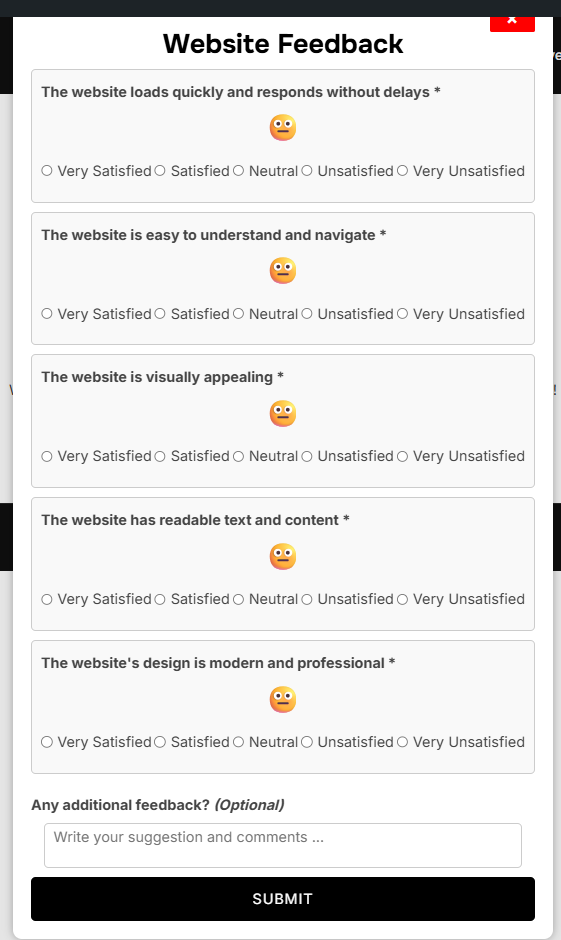 Website Feedback
The website loads quickly and responds without delays *
Very Satisfied Satisfied Neutral Unsatisfied Very Unsatisfied
The website is easy to understand and navigate *
Very Satisfied Satisfied Neutral Unsatisfied Very Unsatisfied
The website is visually appealing *
Very Satisfied Satisfied Neutral Unsatisfied Very Unsatisfied
The website has readable text and content *
Very Satisfied Satisfied Neutral Unsatisfied Very Unsatisfied
The website's design is modern and professional *
Very Satisfied Satisfied Neutral Unsatisfied Very Unsatisfied
Any additional feedback? (Optional)
Write your suggestion and comments ...
SUBMIT